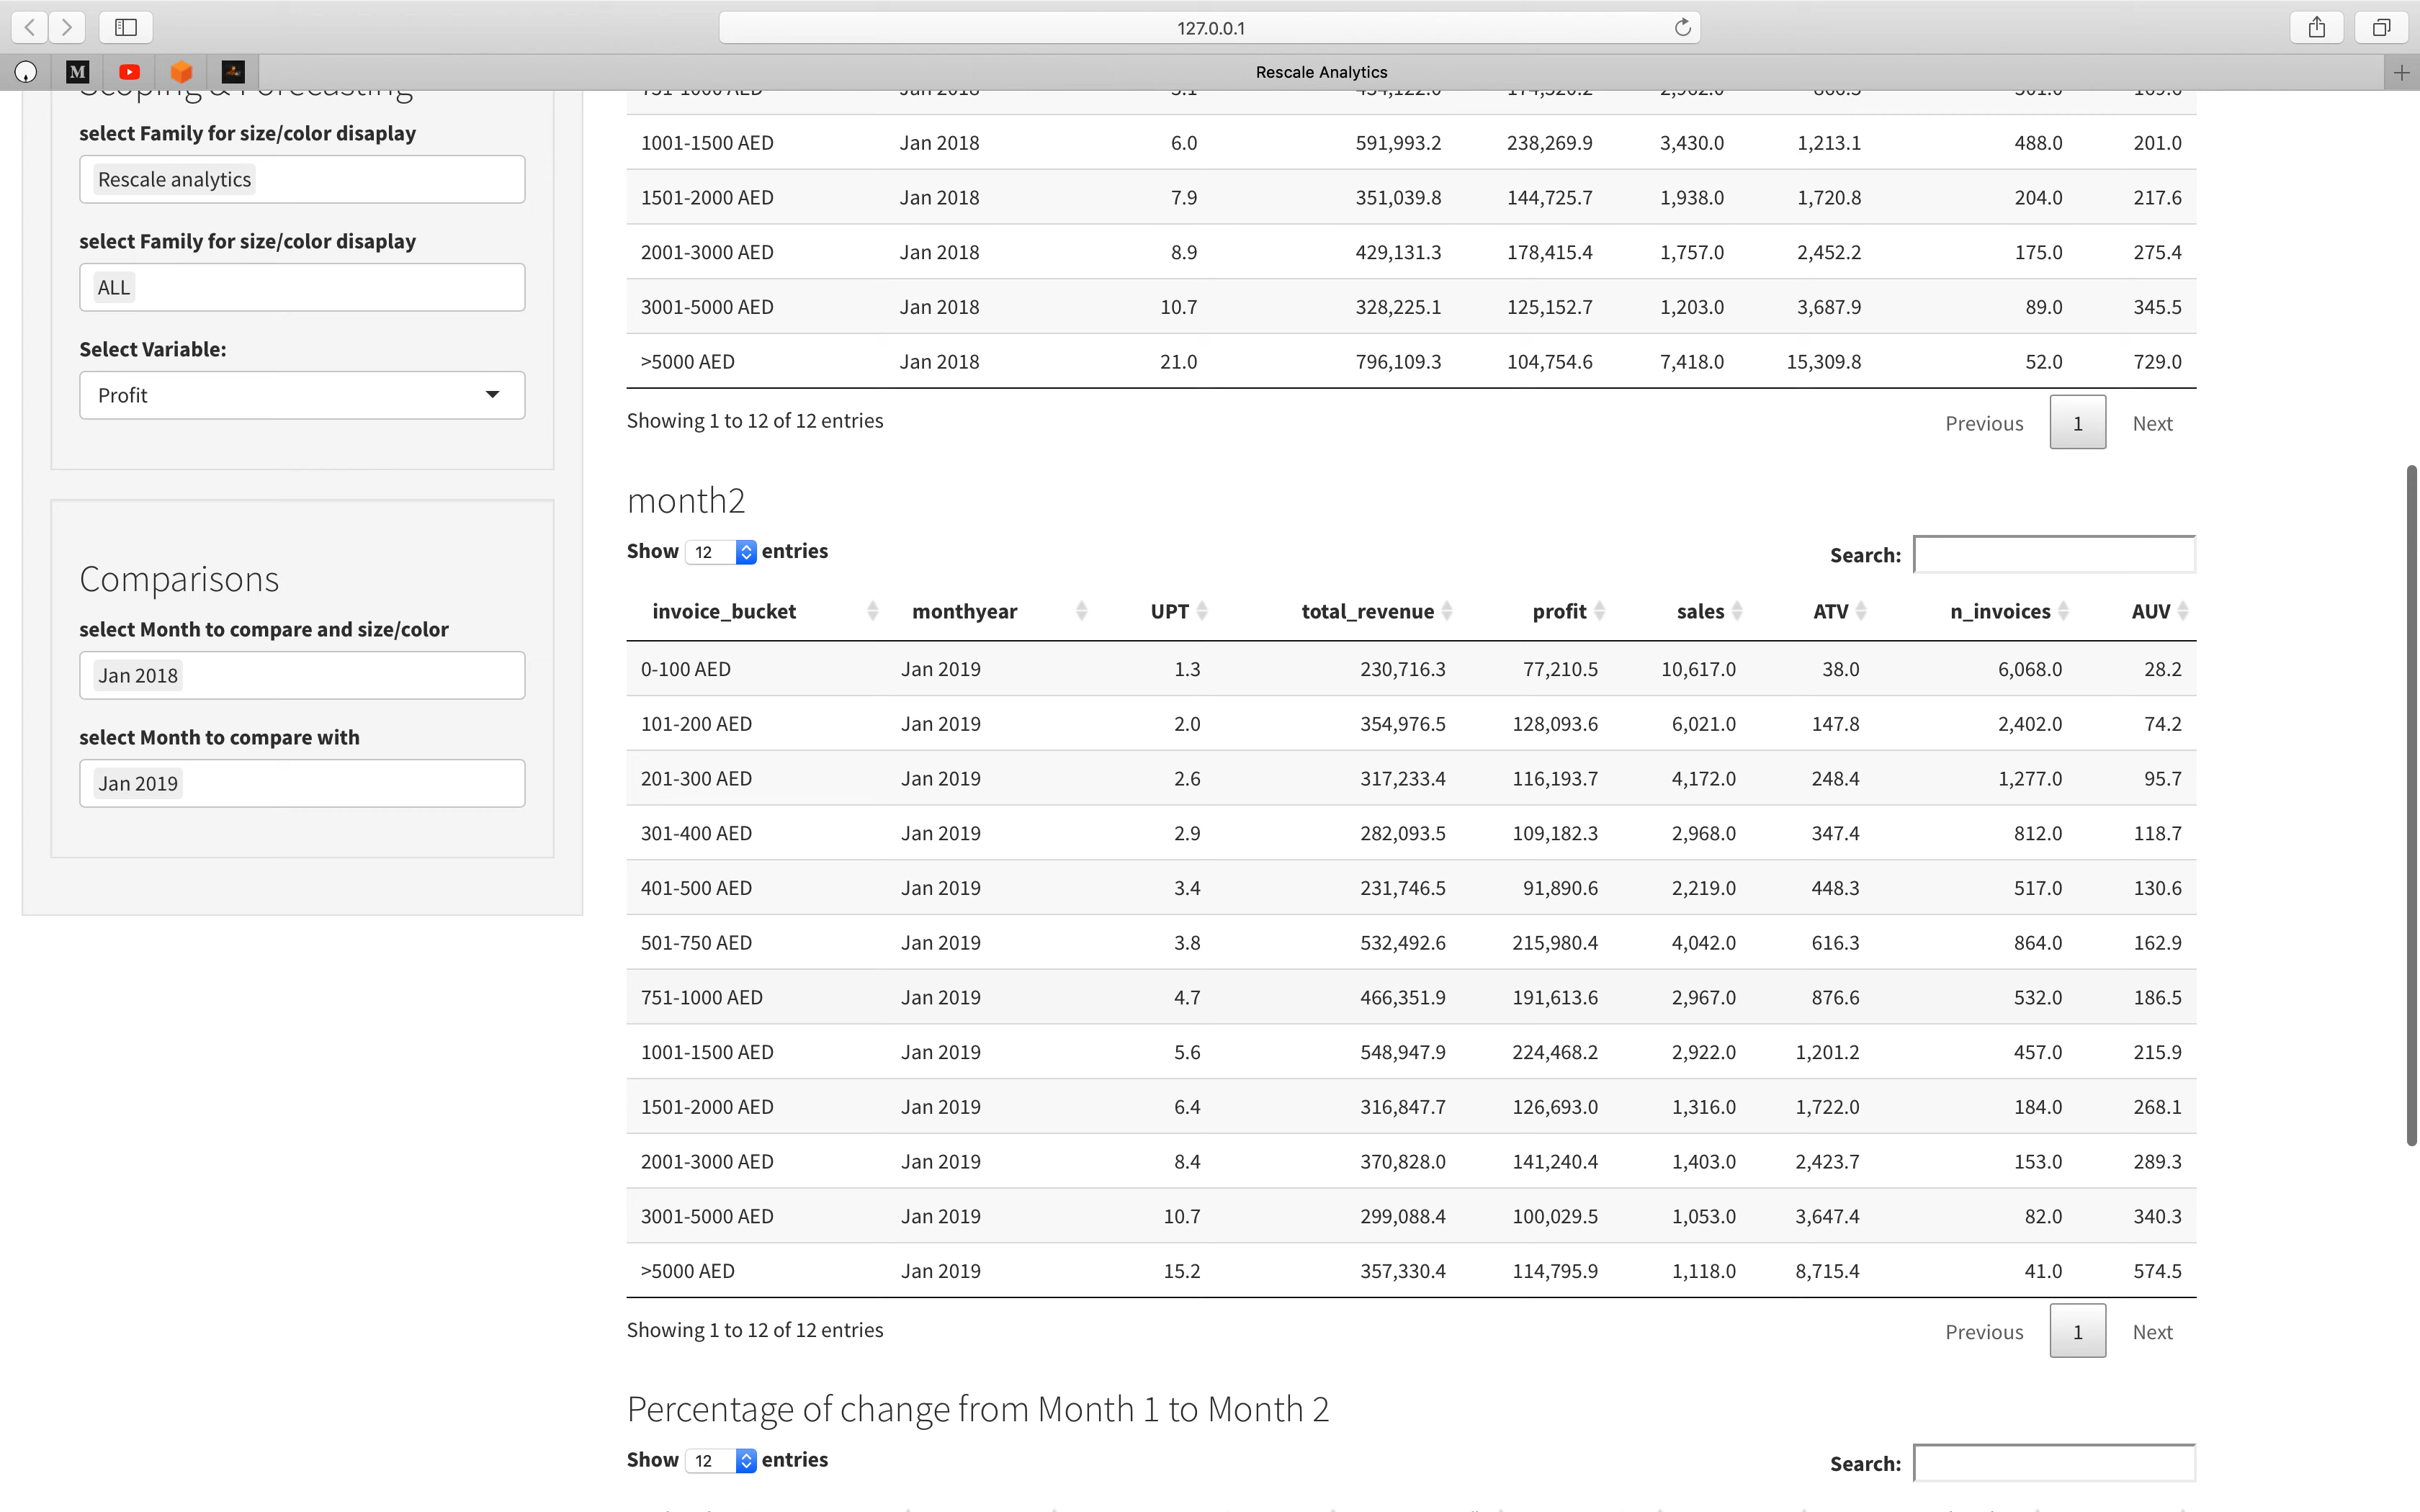 127.0.0.1
M
Rescale Analytics
Scoping & Forecasting
select Family for size/color disaplay
Rescale analytics
select Family for size/color disaplay
ALL
Select Variable:
Profit
Comparisons
select Month to compare and size/color
Jan 2018
select Month to compare with
Jan 2019
751-1000 AED Jan 2018
1001-1500 AED Jan 2018 6.0 591,993.2 238,269.9 3,430.0 1,213.1 488.0 201.0
1501-2000 AED Jan 2018 7.9 351,039.8 144,725.7 1,938.0 1,720.8 204.0 217.6
2001-3000 AED Jan 2018 8.9 429,131.3 178,415.4 1,757.0 2,452.2 175.0 275.4
3001-5000 AED Jan 2018 10.7 328,225.1 125,152.7 1,203.0 3,687.9 89.0 345.5
>5000 AED Jan 2018 21.0 796,109.3 104,754.6 7,418.0 15,309.8 52.0 729.0
Showing 1 to 12 of 12 entries Previous 1 Next
month2
Show 12 entries Search:
invoice_bucket monthyear UPT total_revenue profit sales ATV n_invoices AUV
0-100 AED Jan 2019 1.3 230,716.3 77,210.5 10,617.0 38.0 6,068.0 28.2
101-200 AED Jan 2019 2.0 354,976.5 128,093.6 6,021.0 147.8 2,402.0 74.2
201-300 AED Jan 2019 2.6 317,233.4 116,193.7 4,172.0 248.4 1,277.0 95.7
301-400 AED Jan 2019 2.9 282,093.5 109,182.3 2,968.0 347.4 812.0 118.7
401-500 AED Jan 2019 3.4 231,746.5 91,890.6 2,219.0 448.3 517.0 130.6
501-750 AED Jan 2019 3.8 532,492.6 215,980.4 4,042.0 616.3 864.0 162.9
751-1000 AED Jan 2019 4.7 466,351.9 191,613.6 2,967.0 876.6 532.0 186.5
1001-1500 AED Jan 2019 5.6 548,947.9 224,468.2 2,922.0 1,201.2 457.0 215.9
1501-2000 AED Jan 2019 6.4 316,847.7 126,693.0 1,316.0 1,722.0 184.0 268.1
2001-3000 AED Jan 2019 8.4 370,828.0 141,240.4 1,403.0 2,423.7 153.0 289.3
3001-5000 AED Jan 2019 10.7 299,088.4 100,029.5 1,053.0 3,647.4 82.0 340.3
>5000 AED Jan 2019 15.2 357,330.4 114,795.9 1,118.0 8,715.4 41.0 574.5
Showing 1 to 12 of 12 entries Previous 1 Next
Percentage of change from Month 1 to Month 2
Show 12 entries Search: